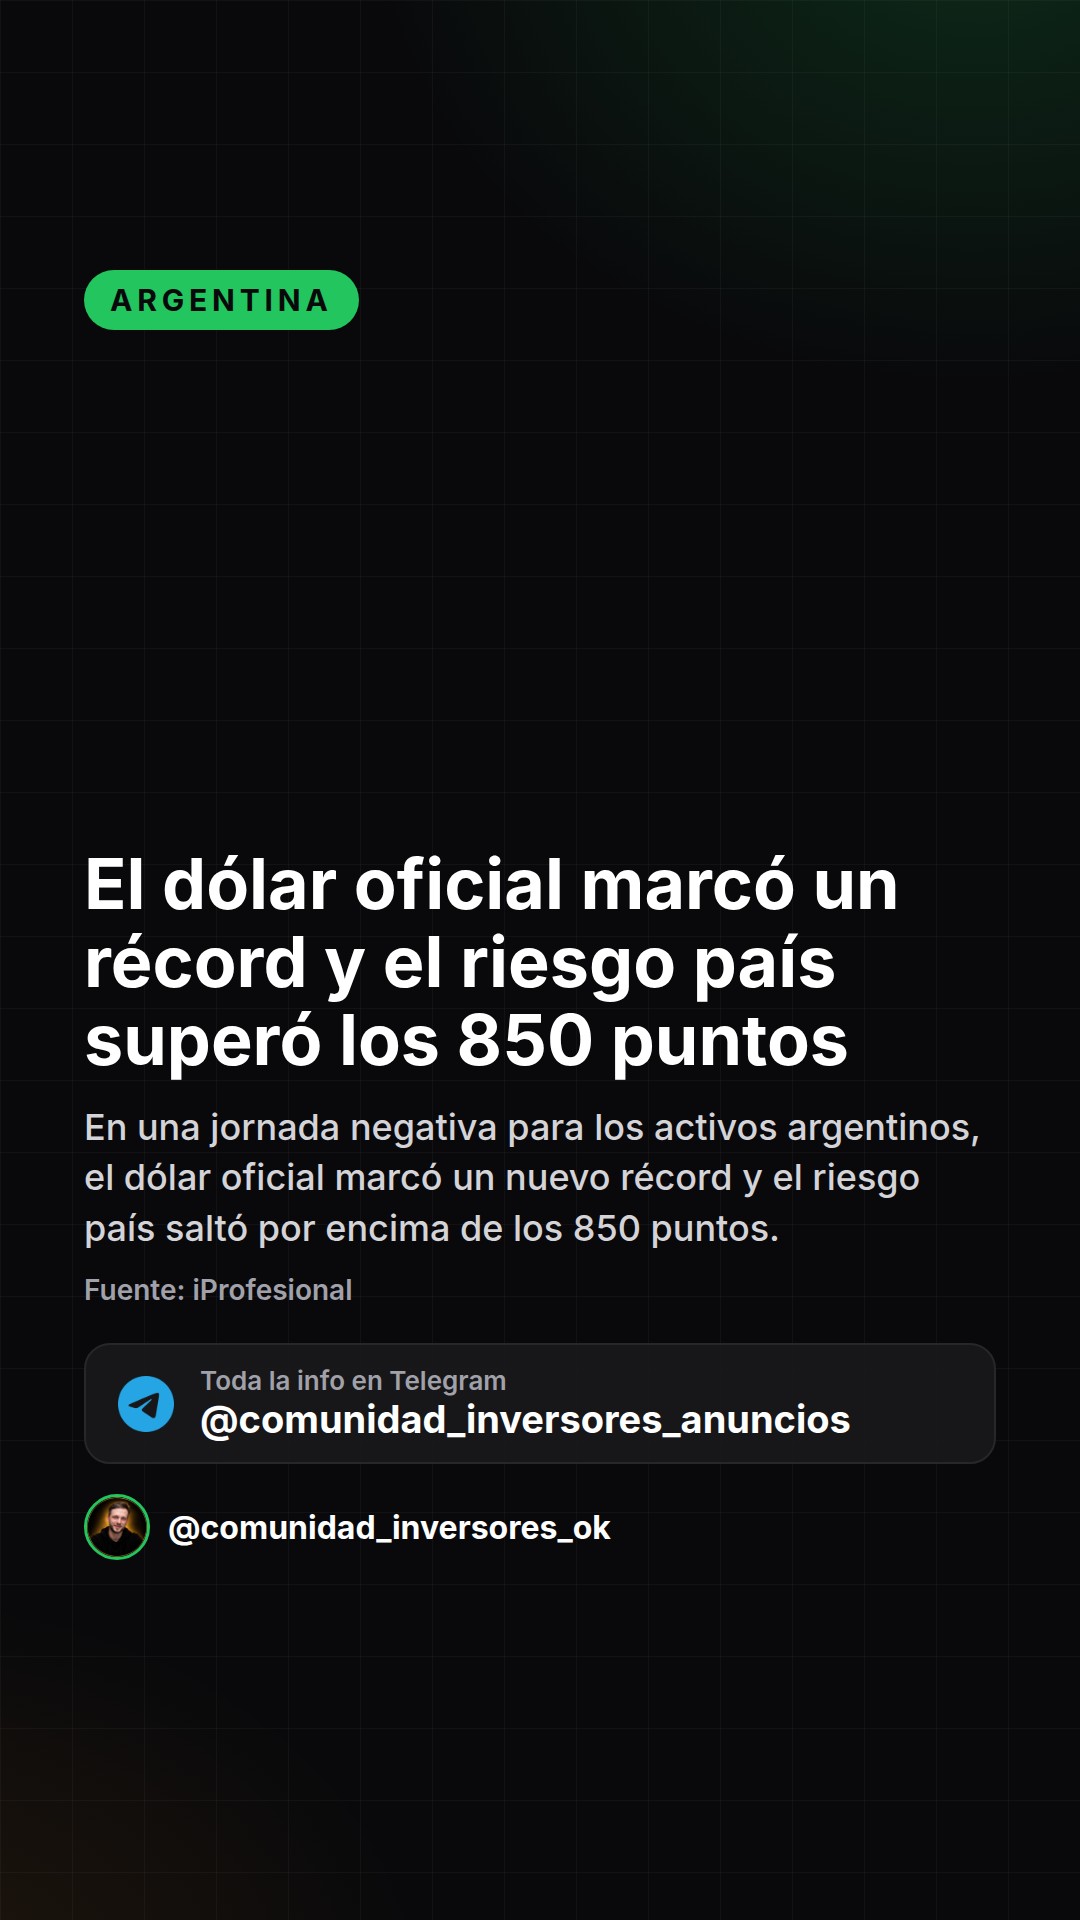 ARGENTINA
El dólar oficial marcó un
récord y el riesgo país
superó los 850 puntos
En una jornada negativa para los activos argentinos,
el dólar oficial marcó un nuevo récord y el riesgo
país saltó por encima de los 850 puntos.
Fuente: iProfesional
Toda la info en Telegram
@comunidad_inversores_anuncios
@comunidad_inversores_ok